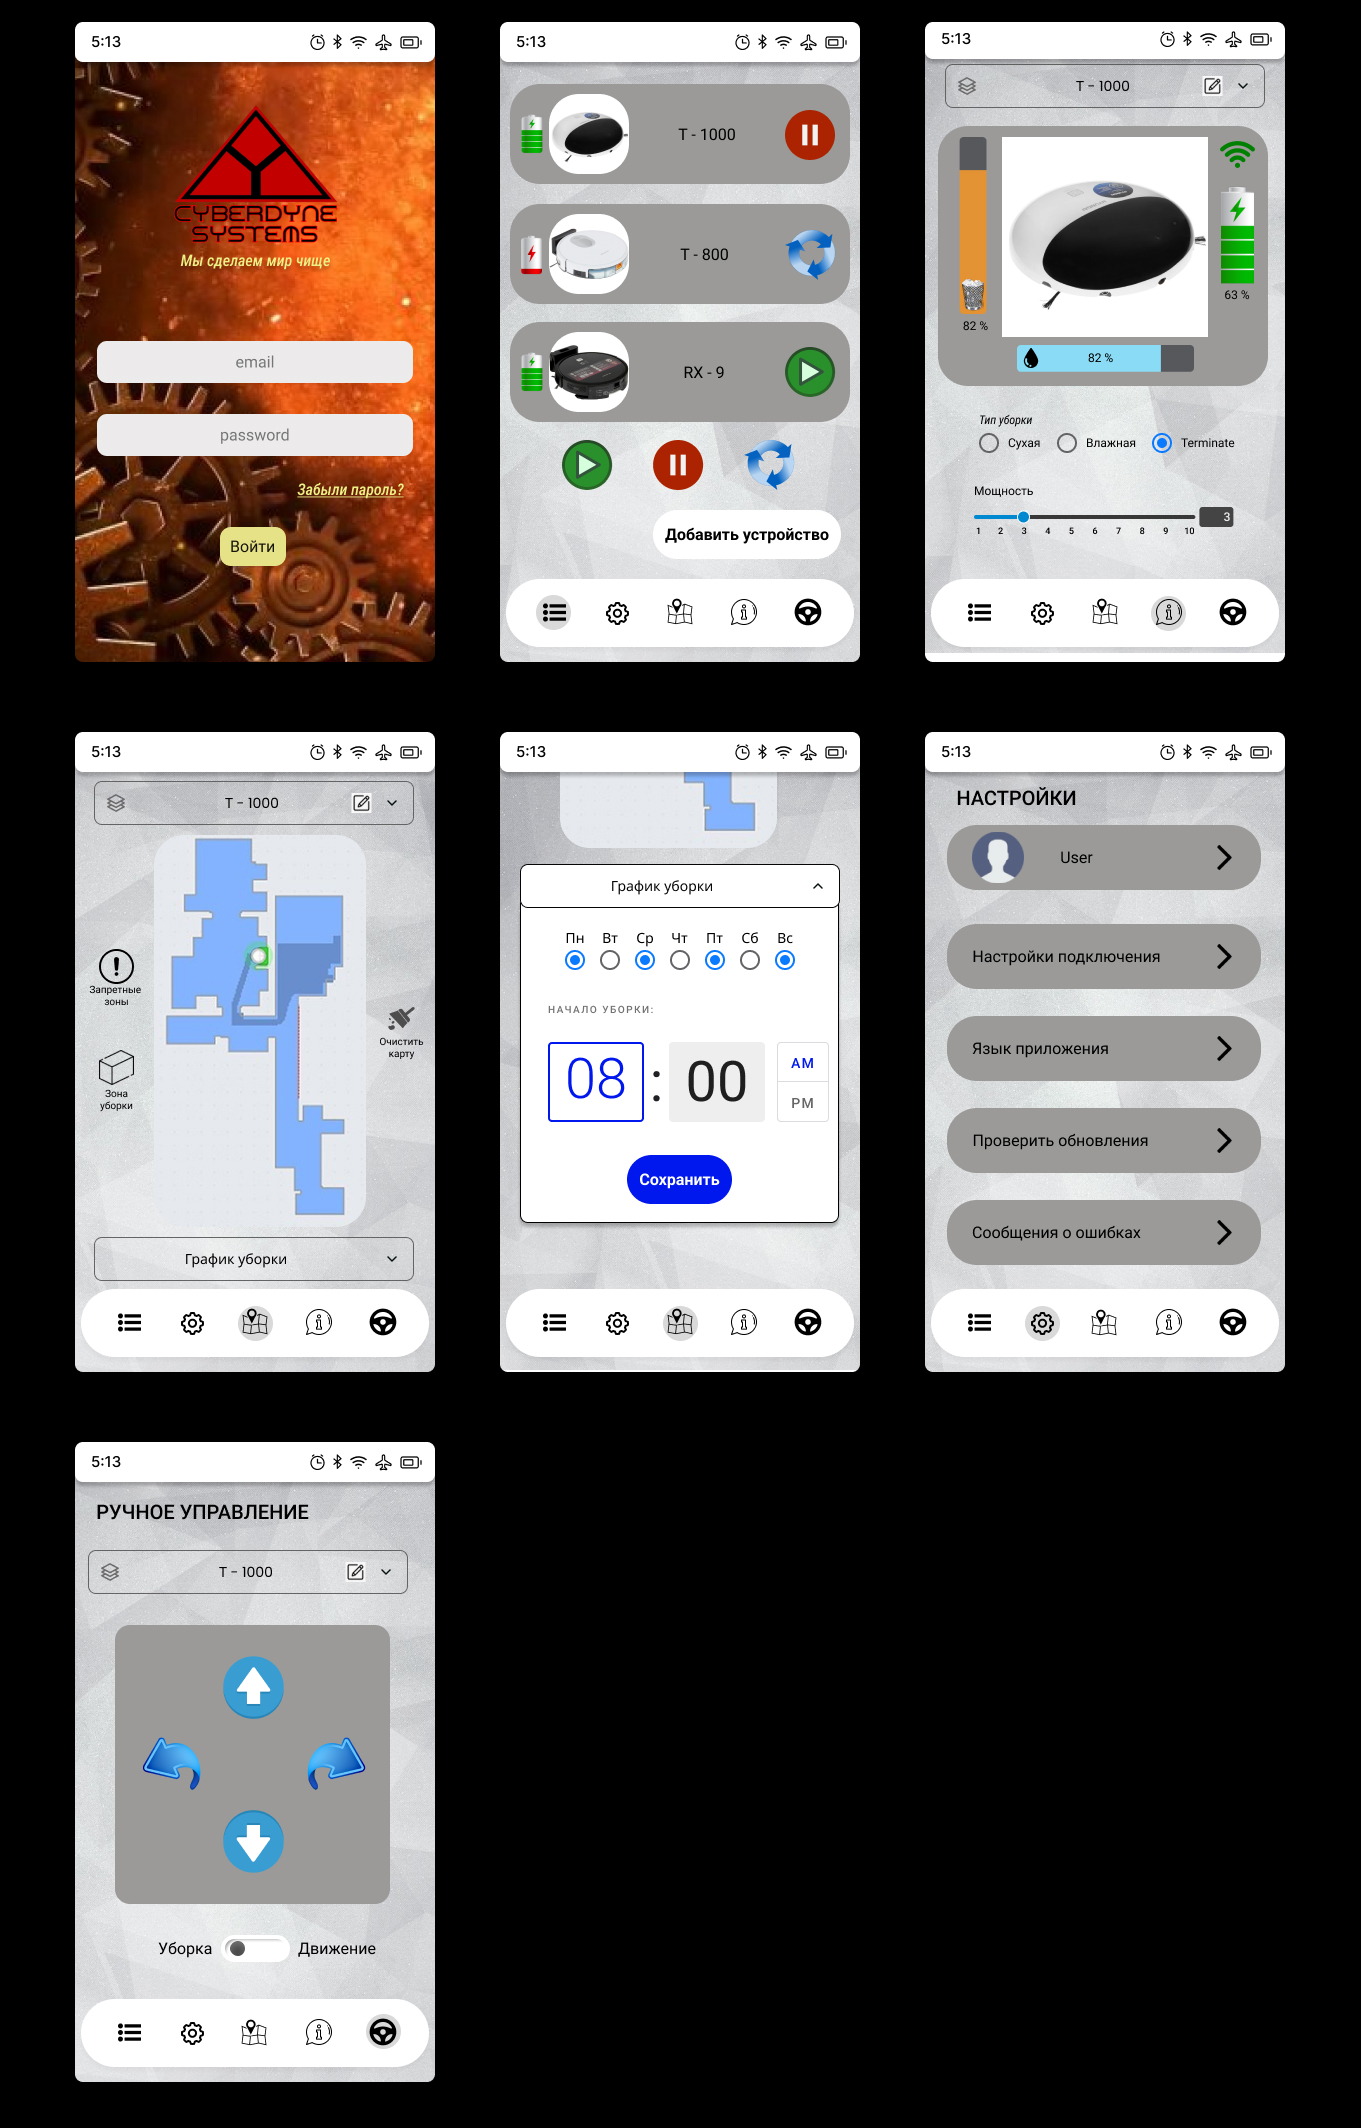 5:13
CYBERDYNE
SYSTEMS
Мы сделаем мир чище
email
password
Забыли пароль?
Войти
5:13
T - 1000
T - 800
RX - 9
Добавить устройство
5:13
T - 1000
82 %
63 %
82 %
Тип уборки
Сухая Влажная Terminate
Мощность
3
1 2 3 4 5 6 7 8 9 10
5:13
T - 1000
Запретные
зоны
Очистить
карту
Зона
уборки
График уборки
5:13
График уборки
Пн Вт Ср Чт Пт Сб Вс
НАЧАЛО УБОРКИ:
08 : 00
AM
PM
Сохранить
5:13
НАСТРОЙКИ
User
Настройки подключения
Язык приложения
Проверить обновления
Сообщения о ошибках
5:13
РУЧНОЕ УПРАВЛЕНИЕ
T - 1000
Уборка Движение